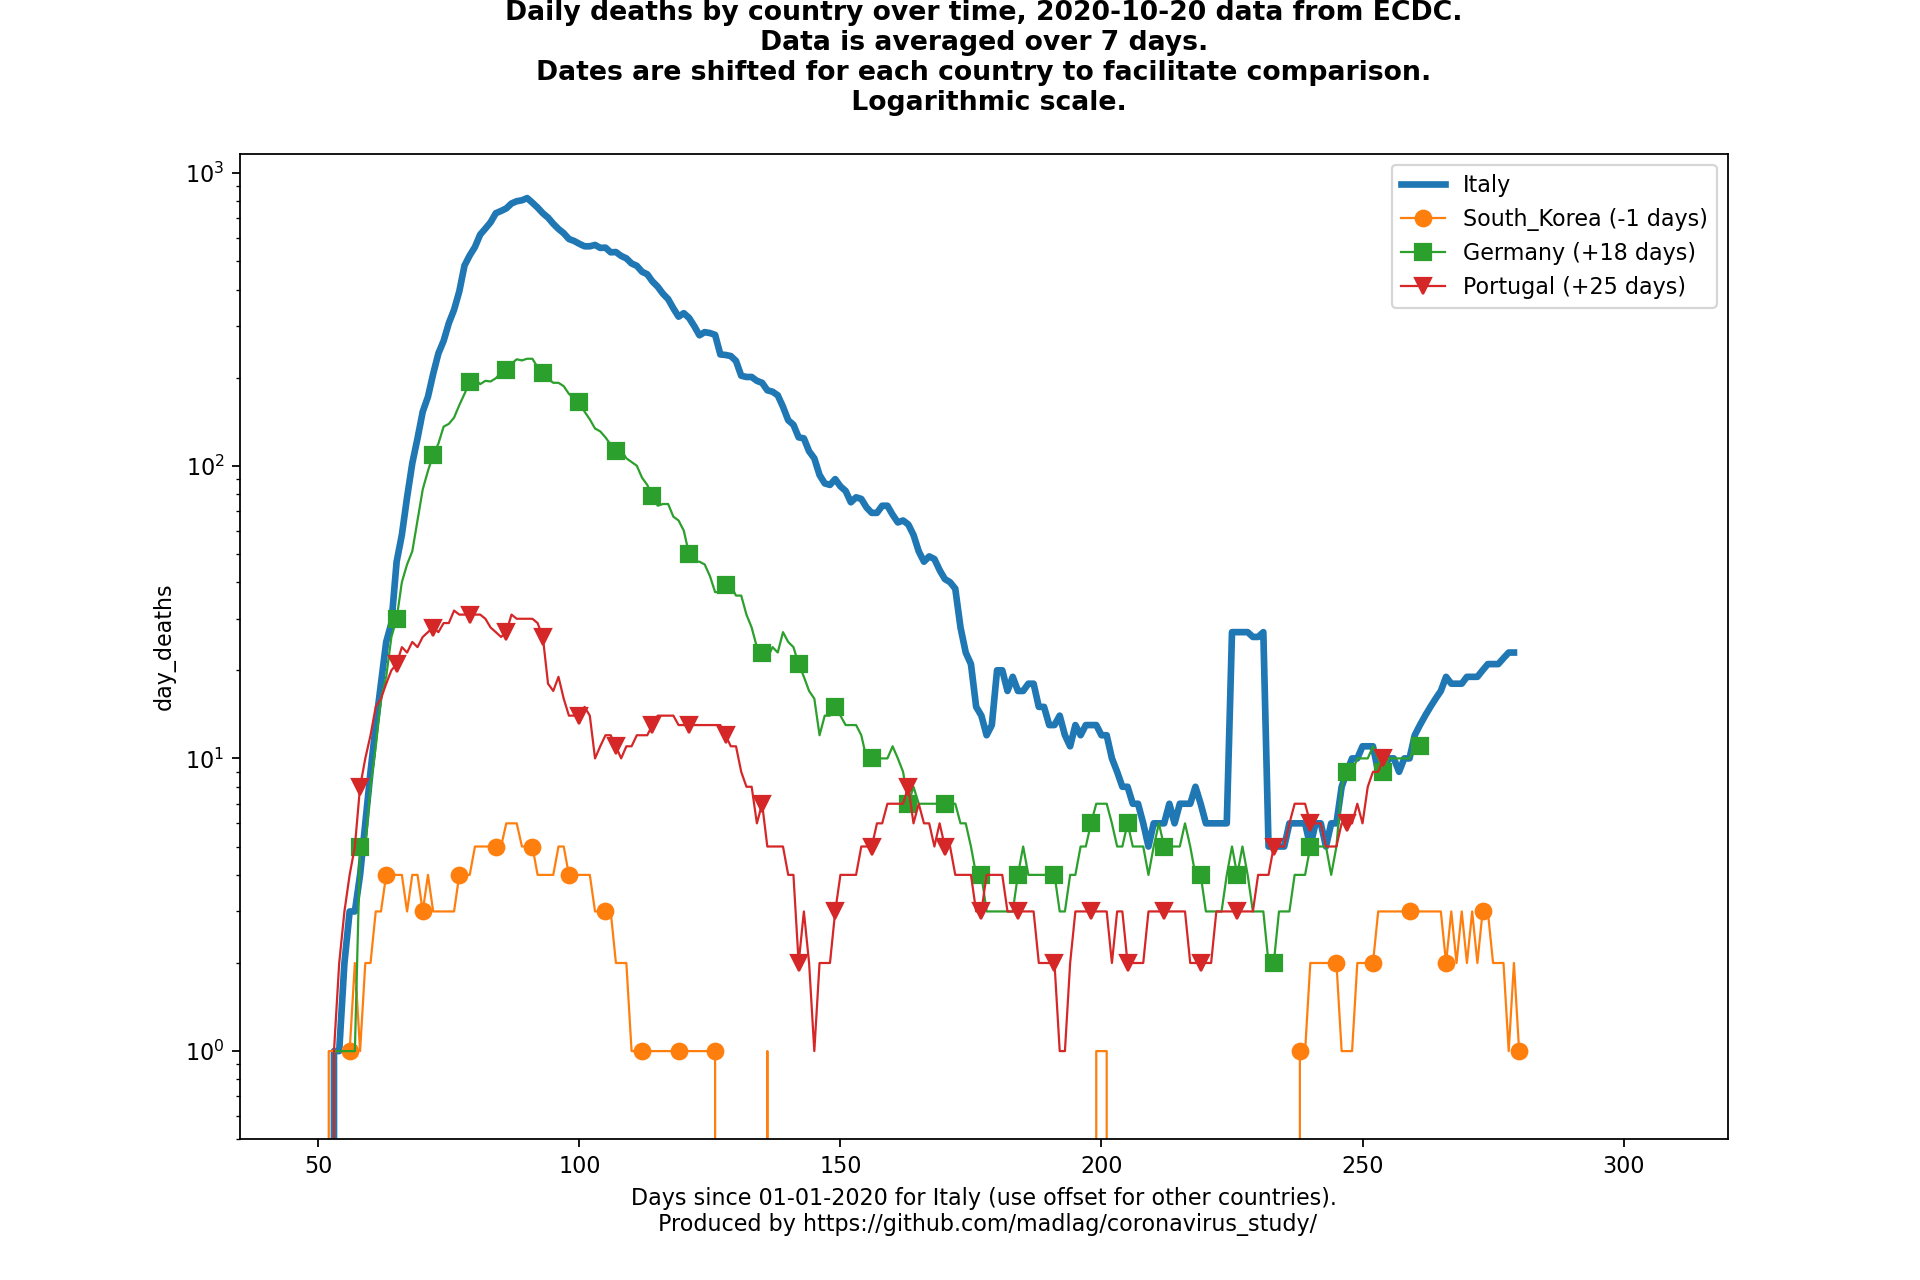 Daily deaths by country over time, 2020-10-20 data from ECDC.
Data is averaged over 7 days.
Dates are shifted for each country to facilitate comparison.
Logarithmic scale.
10³
Italy
South_Korea (-1 days)
Germany (+18 days)
Portugal (+25 days)
10²
day_deaths
10¹
10⁰
50 100 150 200 250 300
Days since 01-01-2020 for Italy (use offset for other countries).
Produced by https://github.com/madlag/coronavirus_study/